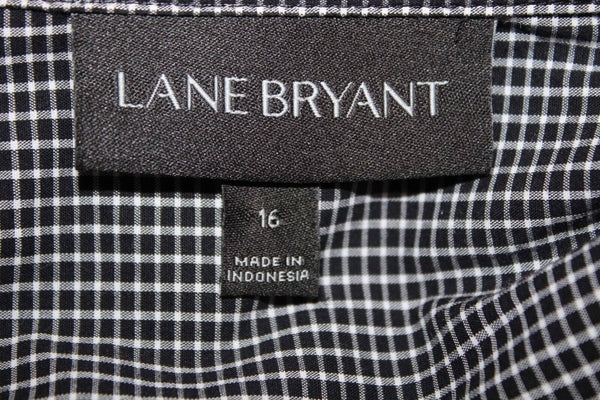 LANE BRYANT
16
MADE IN
INDONESIA